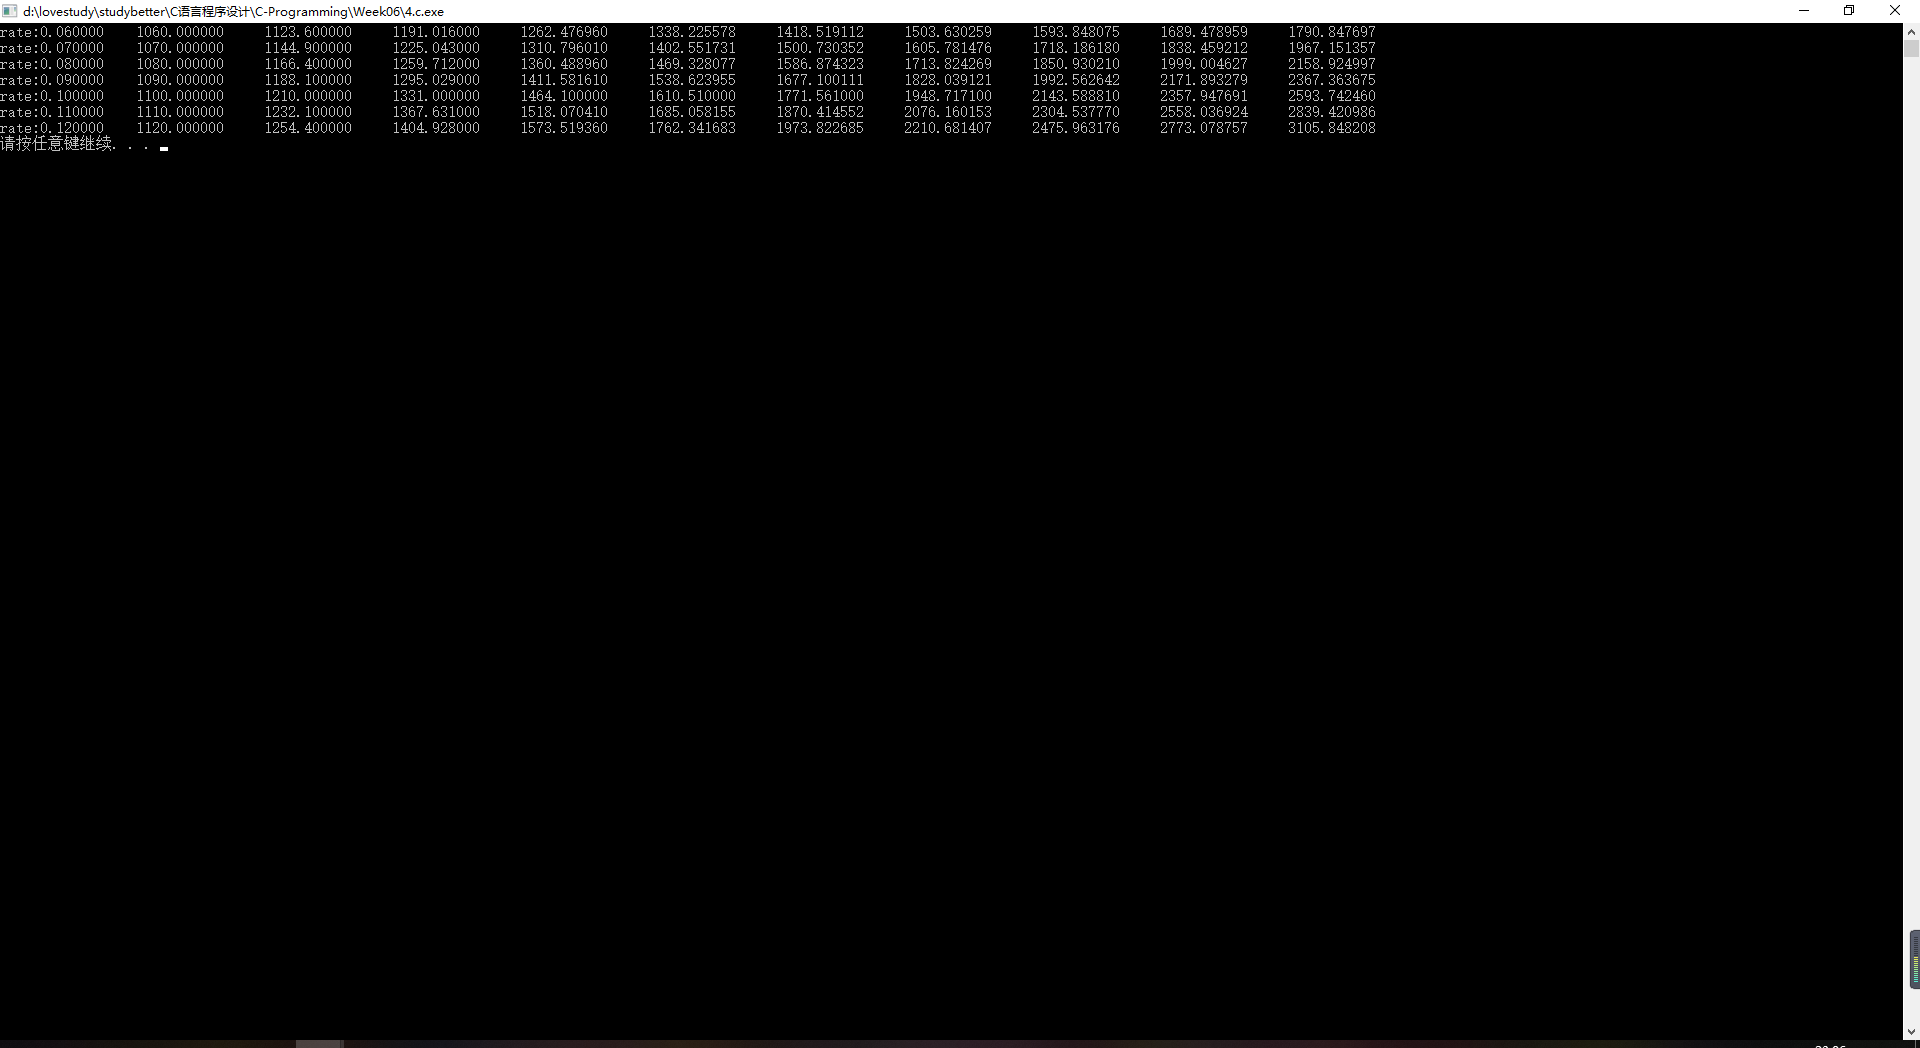 d:\lovestudy\studybetter\C语言程序设计\C-Programming\Week06\4.c.exe
rate:0.060000 1060.000000 1123.600000 1191.016000 1262.476960 1338.225578 1418.519112 1503.630259 1593.848075 1689.478959 1790.847697
rate:0.070000 1070.000000 1144.900000 1225.043000 1310.796010 1402.551731 1500.730352 1605.781476 1718.186180 1838.459212 1967.151357
rate:0.080000 1080.000000 1166.400000 1259.712000 1360.488960 1469.328077 1586.874323 1713.824269 1850.930210 1999.004627 2158.924997
rate:0.090000 1090.000000 1188.100000 1295.029000 1411.581610 1538.623955 1677.100111 1828.039121 1992.562642 2171.893279 2367.363675
rate:0.100000 1100.000000 1210.000000 1331.000000 1464.100000 1610.510000 1771.561000 1948.717100 2143.588810 2357.947691 2593.742460
rate:0.110000 1110.000000 1232.100000 1367.631000 1518.070410 1685.058155 1870.414552 2076.160153 2304.537770 2558.036924 2839.420986
rate:0.120000 1120.000000 1254.400000 1404.928000 1573.519360 1762.341683 1973.822685 2210.681407 2475.963176 2773.078757 3105.848208
请按任意键继续. . .